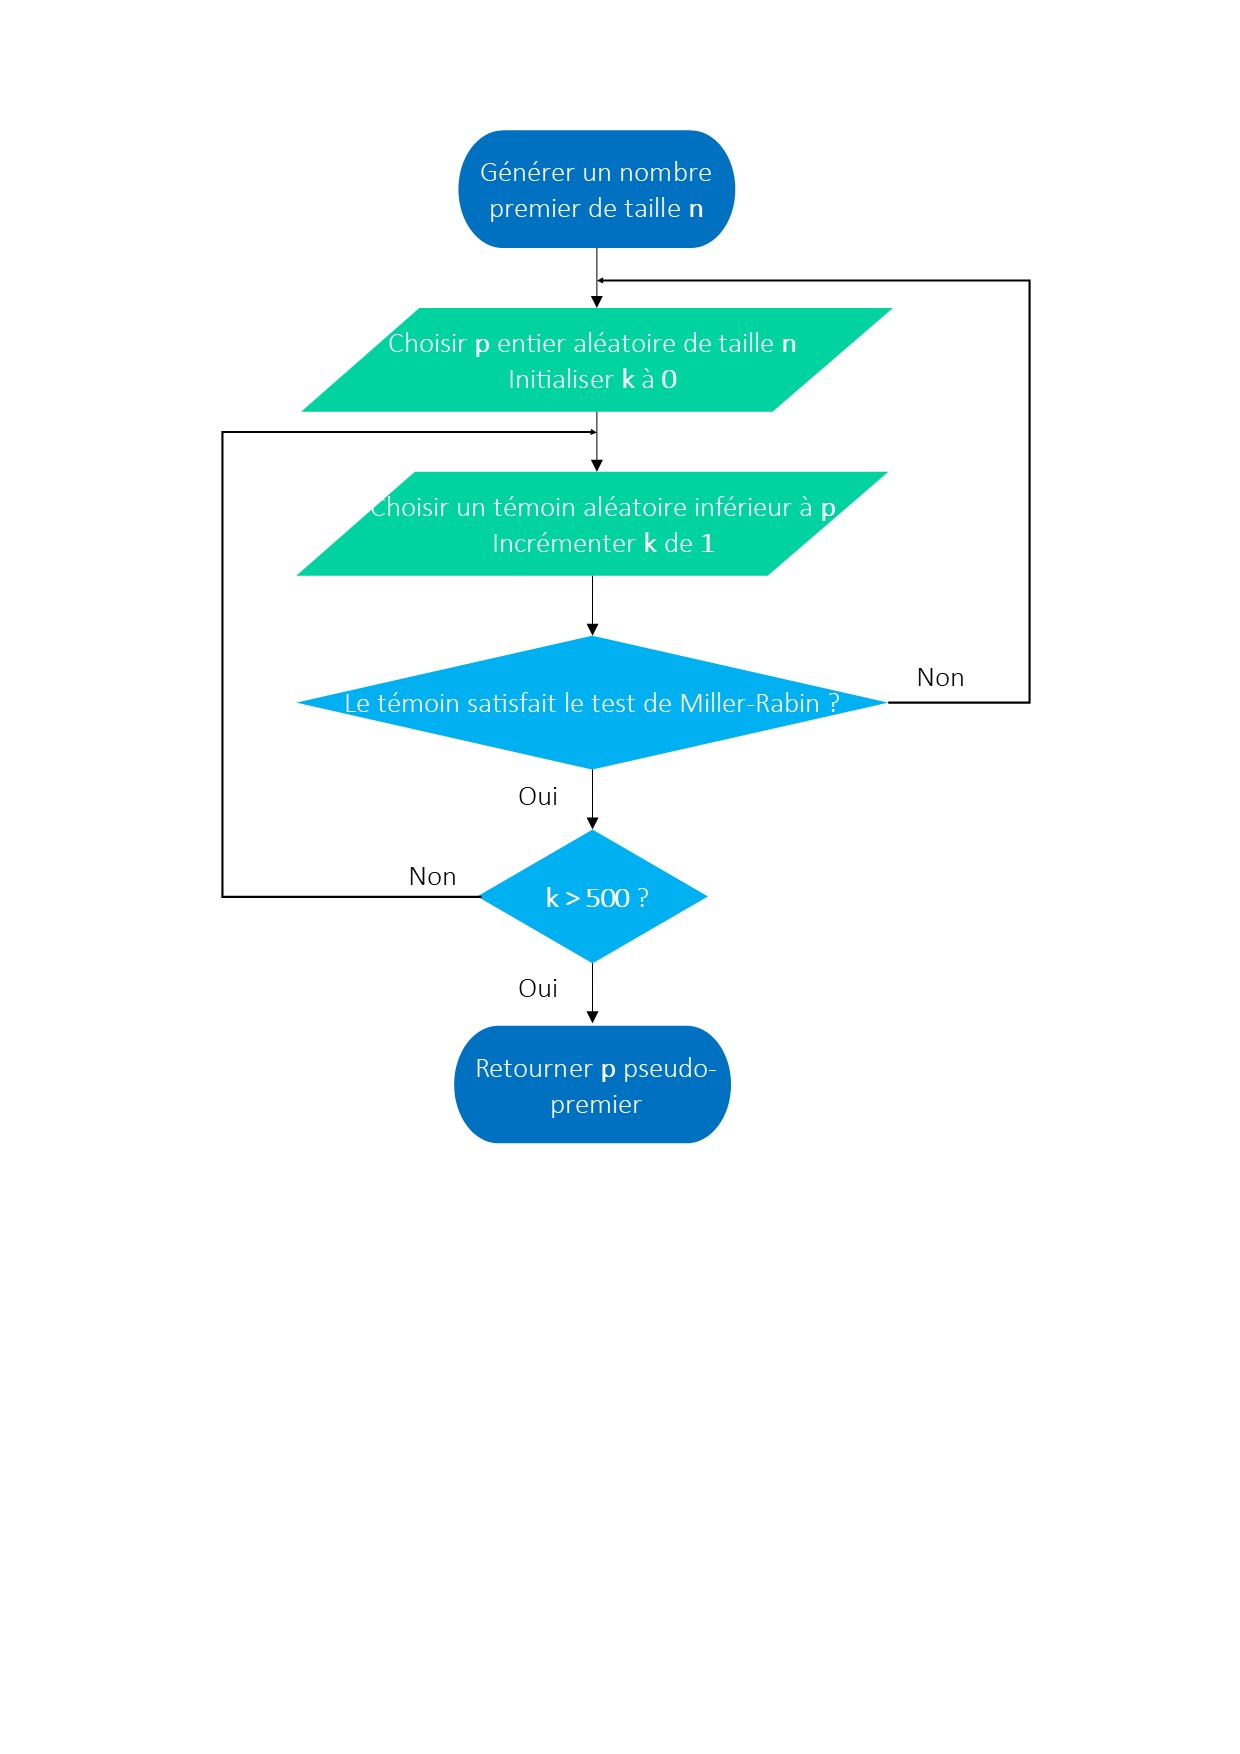 Générer un nombre
premier de taille n
Choisir p entier aléatoire de taille n
Initialiser k à 0
Choisir un témoin aléatoire inférieur à p
Incrémenter k de 1
Le témoin satisfait le test de Miller-Rabin ?
Non
Oui
Non
k > 500 ?
Oui
Retourner p pseudo-
premier